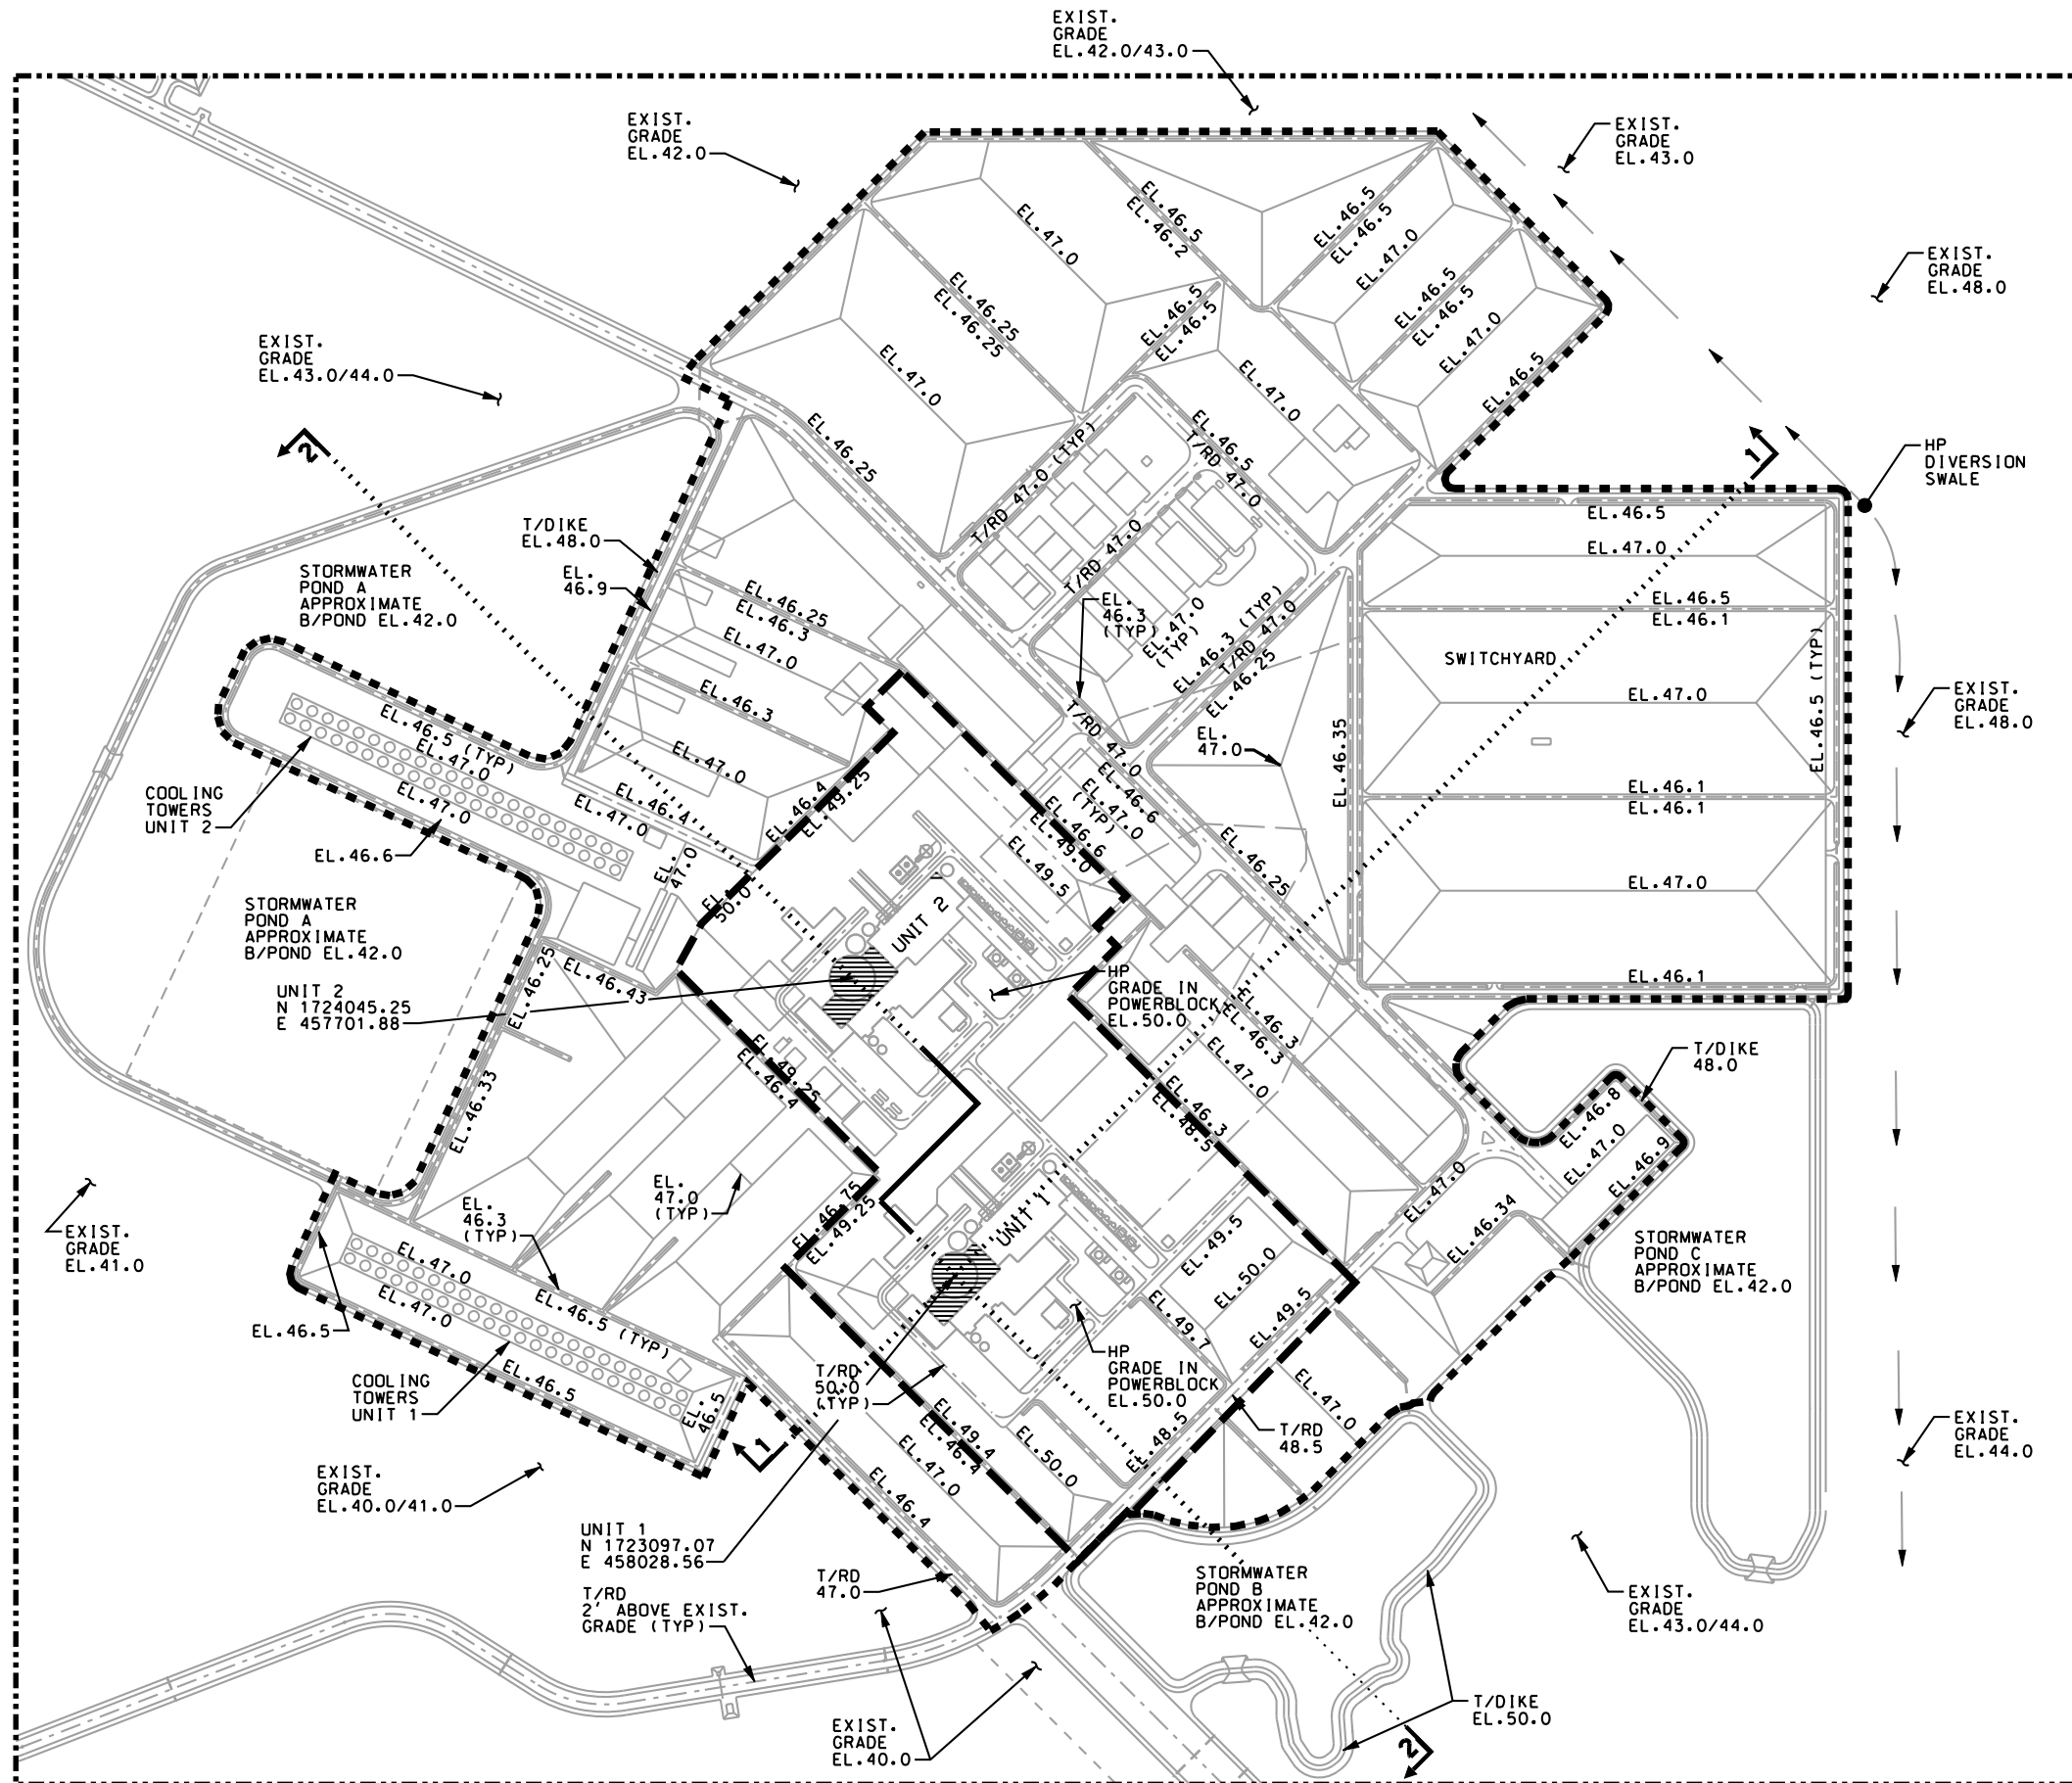 EXIST.
GRADE
EL.42.0/43.0
EXIST.
GRADE
EL.42.0
EXIST.
GRADE
EL.43.0
EXIST.
GRADE
EL.48.0
EXIST.
GRADE
EL.43.0/44.0
EL.46.5
EL.46.2
EL.46.5
EL.46.5
EL.47.0
EL.47.0
EL.46.5
EL.46.5
EL.47.0
EL.46.5
EL.46.25
EL.46.25
EL.46.5
EL.46.5
EL.47.0
EL.47.0
EL.46.25
EL.46.5
T/RD 47.0
T/RD 47.0 (TYP)
T/RD 47.0
2
1
HP
DIVERSION
SWALE
T/DIKE
EL.48.0
EL.
46.9
STORMWATER
POND A
APPROXIMATE
B/POND EL.42.0
EL.46.25
EL.46.3
EL.47.0
EL.46.3
EL.47.0
EL.46.4
EL.
46.3
(TYP)
EL.47.0
(TYP)
EL.46.3 (TYP)
T/RD 47.0
EL.46.25
EL.46.5
EL.47.0
EL.46.5
EL.46.1
SWITCHYARD
EL.46.5 (TYP)
EL.47.0
EL.46.35
EL.
47.0
EL.46.1
EL.46.1
EL.47.0
EL.46.1
EXIST.
GRADE
EL.48.0
EL.46.5 (TYP)
EL.47.0
EL.47.0
EL.47.0
COOLING
TOWERS
UNIT 2
EL.46.6
EL.
47.0
EL.46.4
EL.49.25
T/RD 47.0
EL.46.6
EL.47.0
(TYP)
EL.46.6
EL.49.0
EL.49.5
EL.46.25
EL.
50.0
STORMWATER
POND A
APPROXIMATE
B/POND EL.42.0
UNIT 2
N 1724045.25
E 457701.88
UNIT 2
EL.46.25
EL.46.43
EL.46.33
EL.49.25
EL.46.4
HP
GRADE IN
POWERBLOCK
EL.50.0
EL.46.3
EL.46.3
EL.47.0
EL.46.3
EL.48.5
T/DIKE
48.0
EL.46.8
EL.47.0
EL.46.9
EL.47.0
EL.46.34
EXIST.
GRADE
EL.41.0
EL.
46.3
(TYP)
EL.
47.0
(TYP)
EL.46.75
EL.49.25
UNIT 1
EL.49.5
EL.50.0
EL.49.5
EL.49.7
STORMWATER
POND C
APPROXIMATE
B/POND EL.42.0
EL.47.0
EL.47.0
EL.46.5 (TYP)
EL.46.5
EL.46.5
EL.
46.5
COOLING
TOWERS
UNIT 1
T/RD
50.0
(TYP)
HP
GRADE IN
POWERBLOCK
EL.50.0
EL.47.0
T/RD
48.5
EL.48.5
EL.50.0
EL.49.4
EL.46.4
EL.47.0
EL.46.4
1
EXIST.
GRADE
EL.40.0/41.0
EXIST.
GRADE
EL.44.0
UNIT 1
N 1723097.07
E 458028.56
T/RD
47.0
T/RD
2' ABOVE EXIST.
GRADE (TYP)
STORMWATER
POND B
APPROXIMATE
B/POND EL.42.0
EXIST.
GRADE
EL.43.0/44.0
EXIST.
GRADE
EL.40.0
T/DIKE
EL.50.0
2